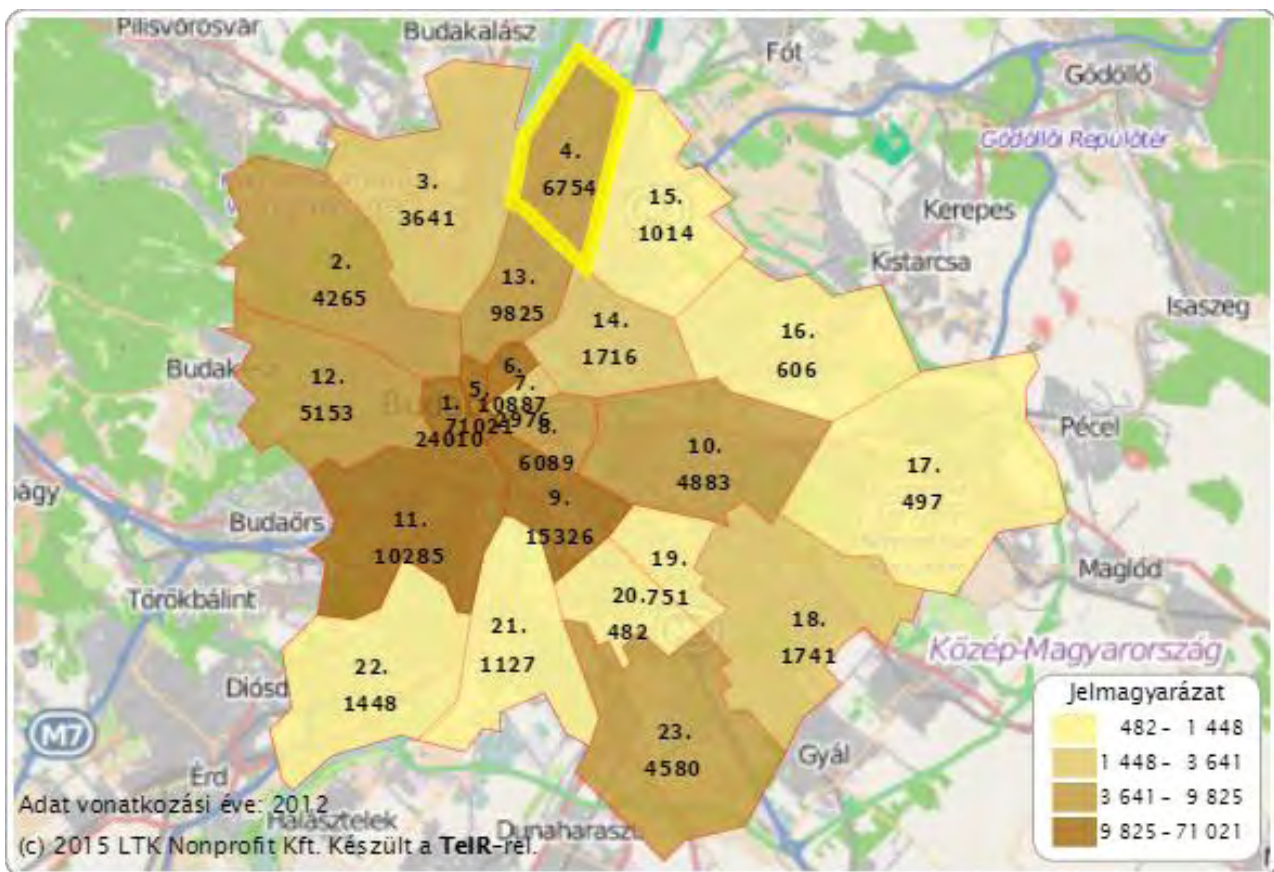 Pilisvörösvár
Budakalász
Fót
Gödöllő
Gödöllői Repülőtér
4.
6754
3.
3641
15.
1014
Kerepes
Kistarcsa
2.
4265
13.
9825
Isaszeg
14.
1716
16.
606
12.
5153
6.
10887
7.
2976
5.
71021
1.
24010
8.
6089
Pécel
10.
4883
17.
497
9.
15326
Budaörs
11.
10285
Maglód
19.
751
20.
482
Törökbálint
18.
1741
21.
1127
Közép-Magyarország
22.
1448
Diósd
M7
23.
4580
Gyál
Érd
Jelmagyarázat
482 - 1 448
1 448 - 3 641
3 641 - 9 825
9 825 - 71 021
Adat vonatkozási éve: 2012
Halásztelek
Dunaharaszti
(c) 2015 LTK Nonprofit Kft. Készült a TeIR-rel.